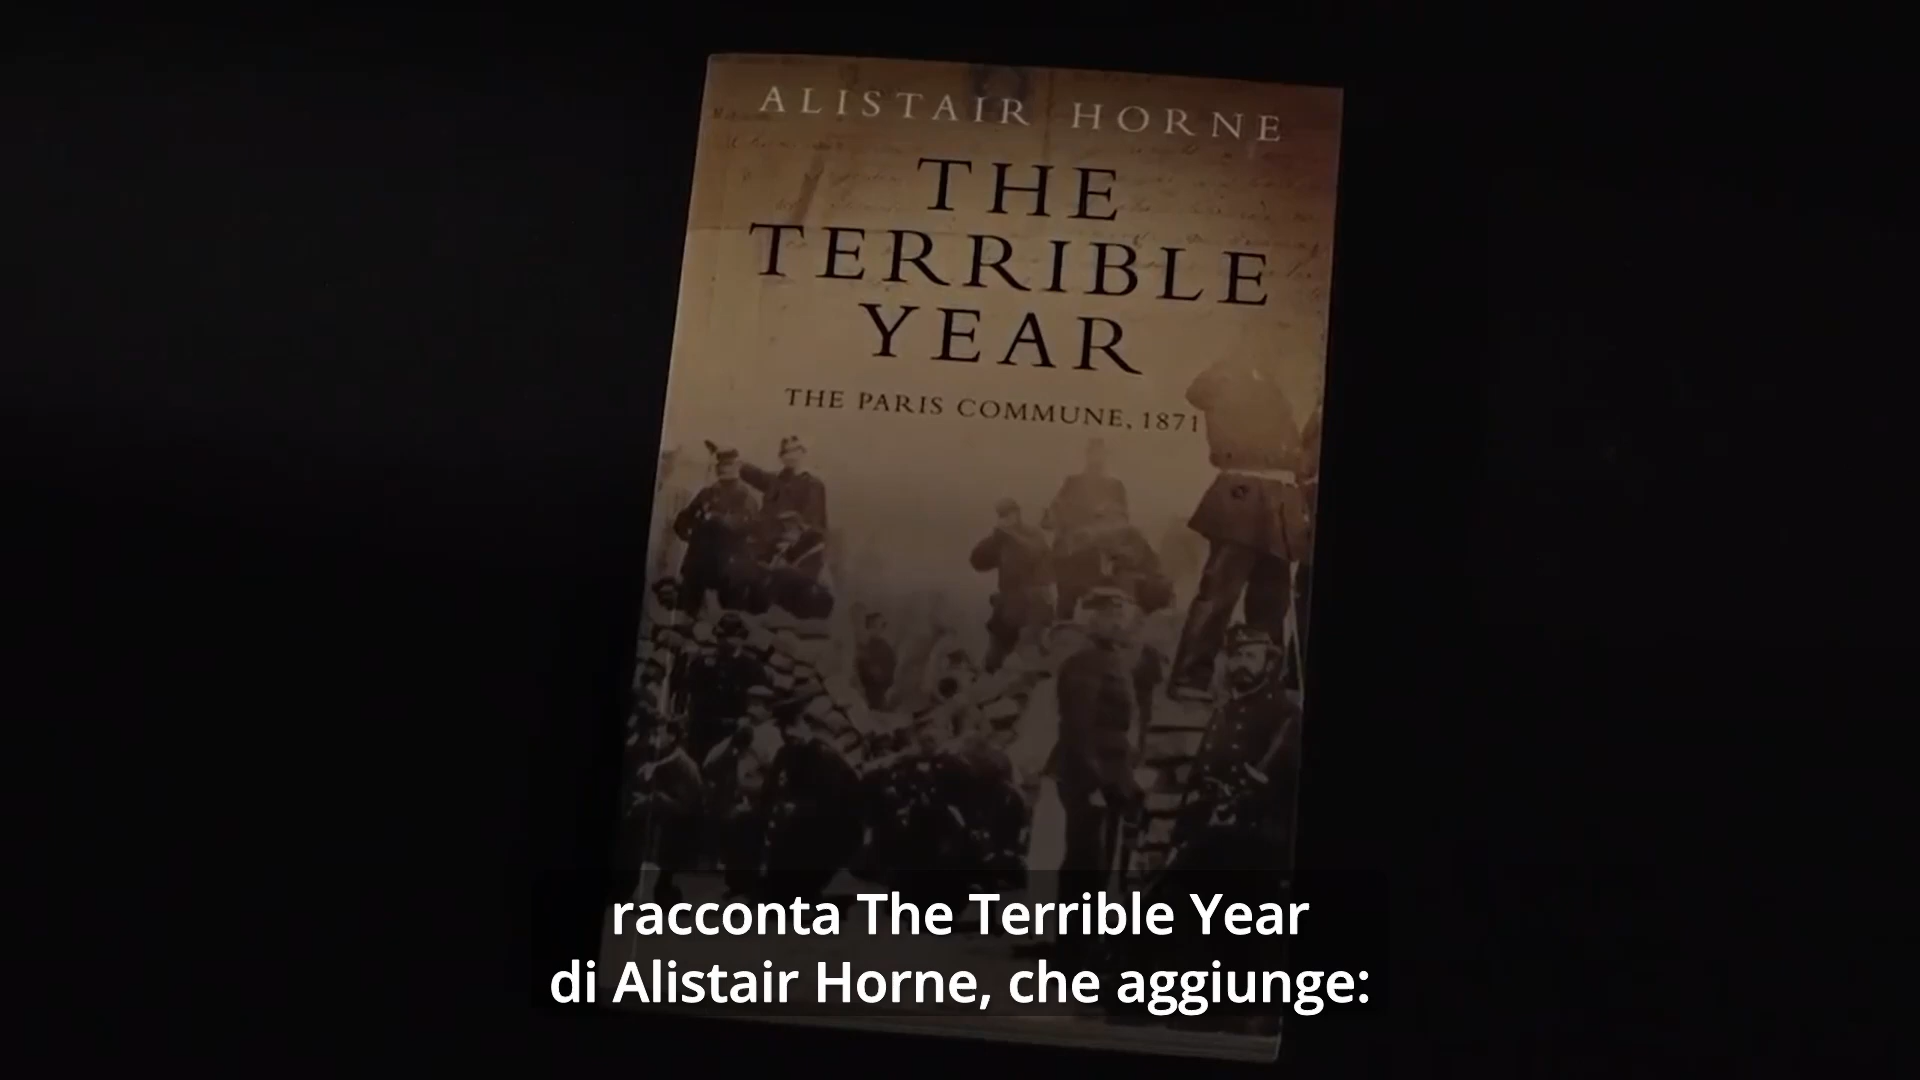 ALISTAIR HORNE
THE
TERRIBLE
YEAR
THE PARIS COMMUNE, 1871
racconta The Terrible Year
di Alistair Horne, che aggiunge: